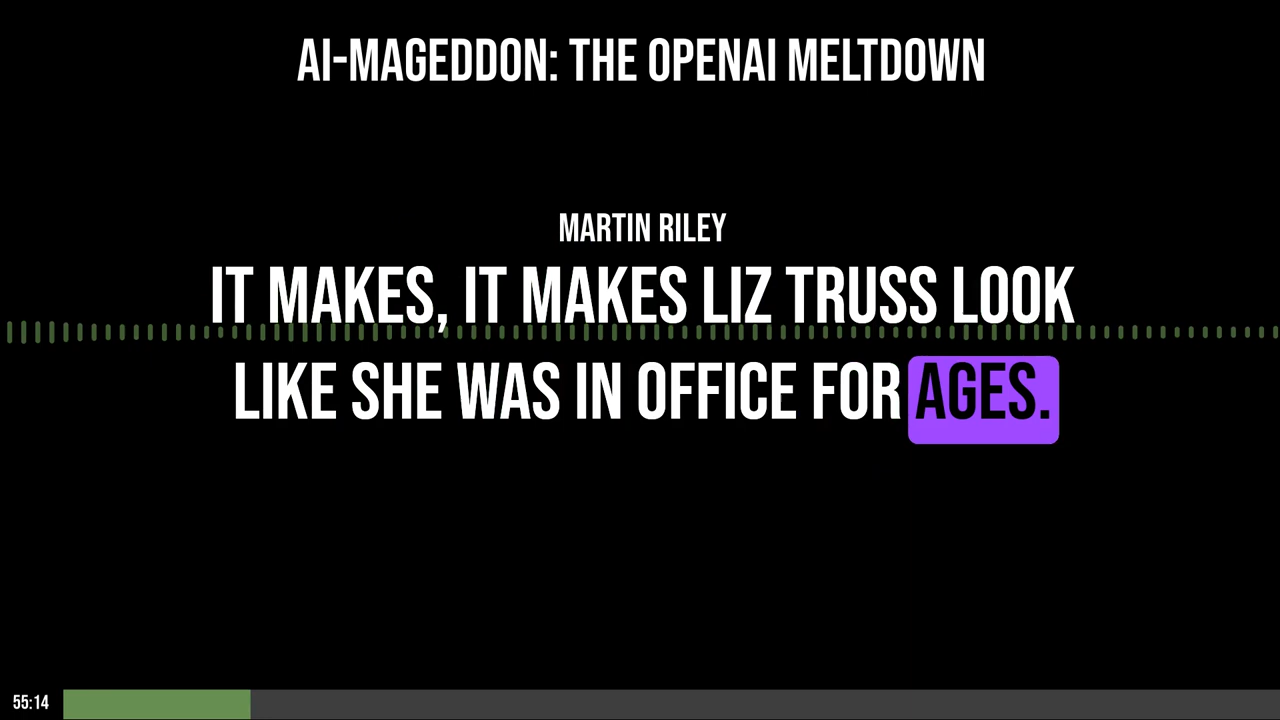 AI-MAGEDDON: THE OPENAI MELTDOWN
MARTIN RILEY
IT MAKES, IT MAKES LIZ TRUSS LOOK
LIKE SHE WAS IN OFFICE FOR AGES.
55:14